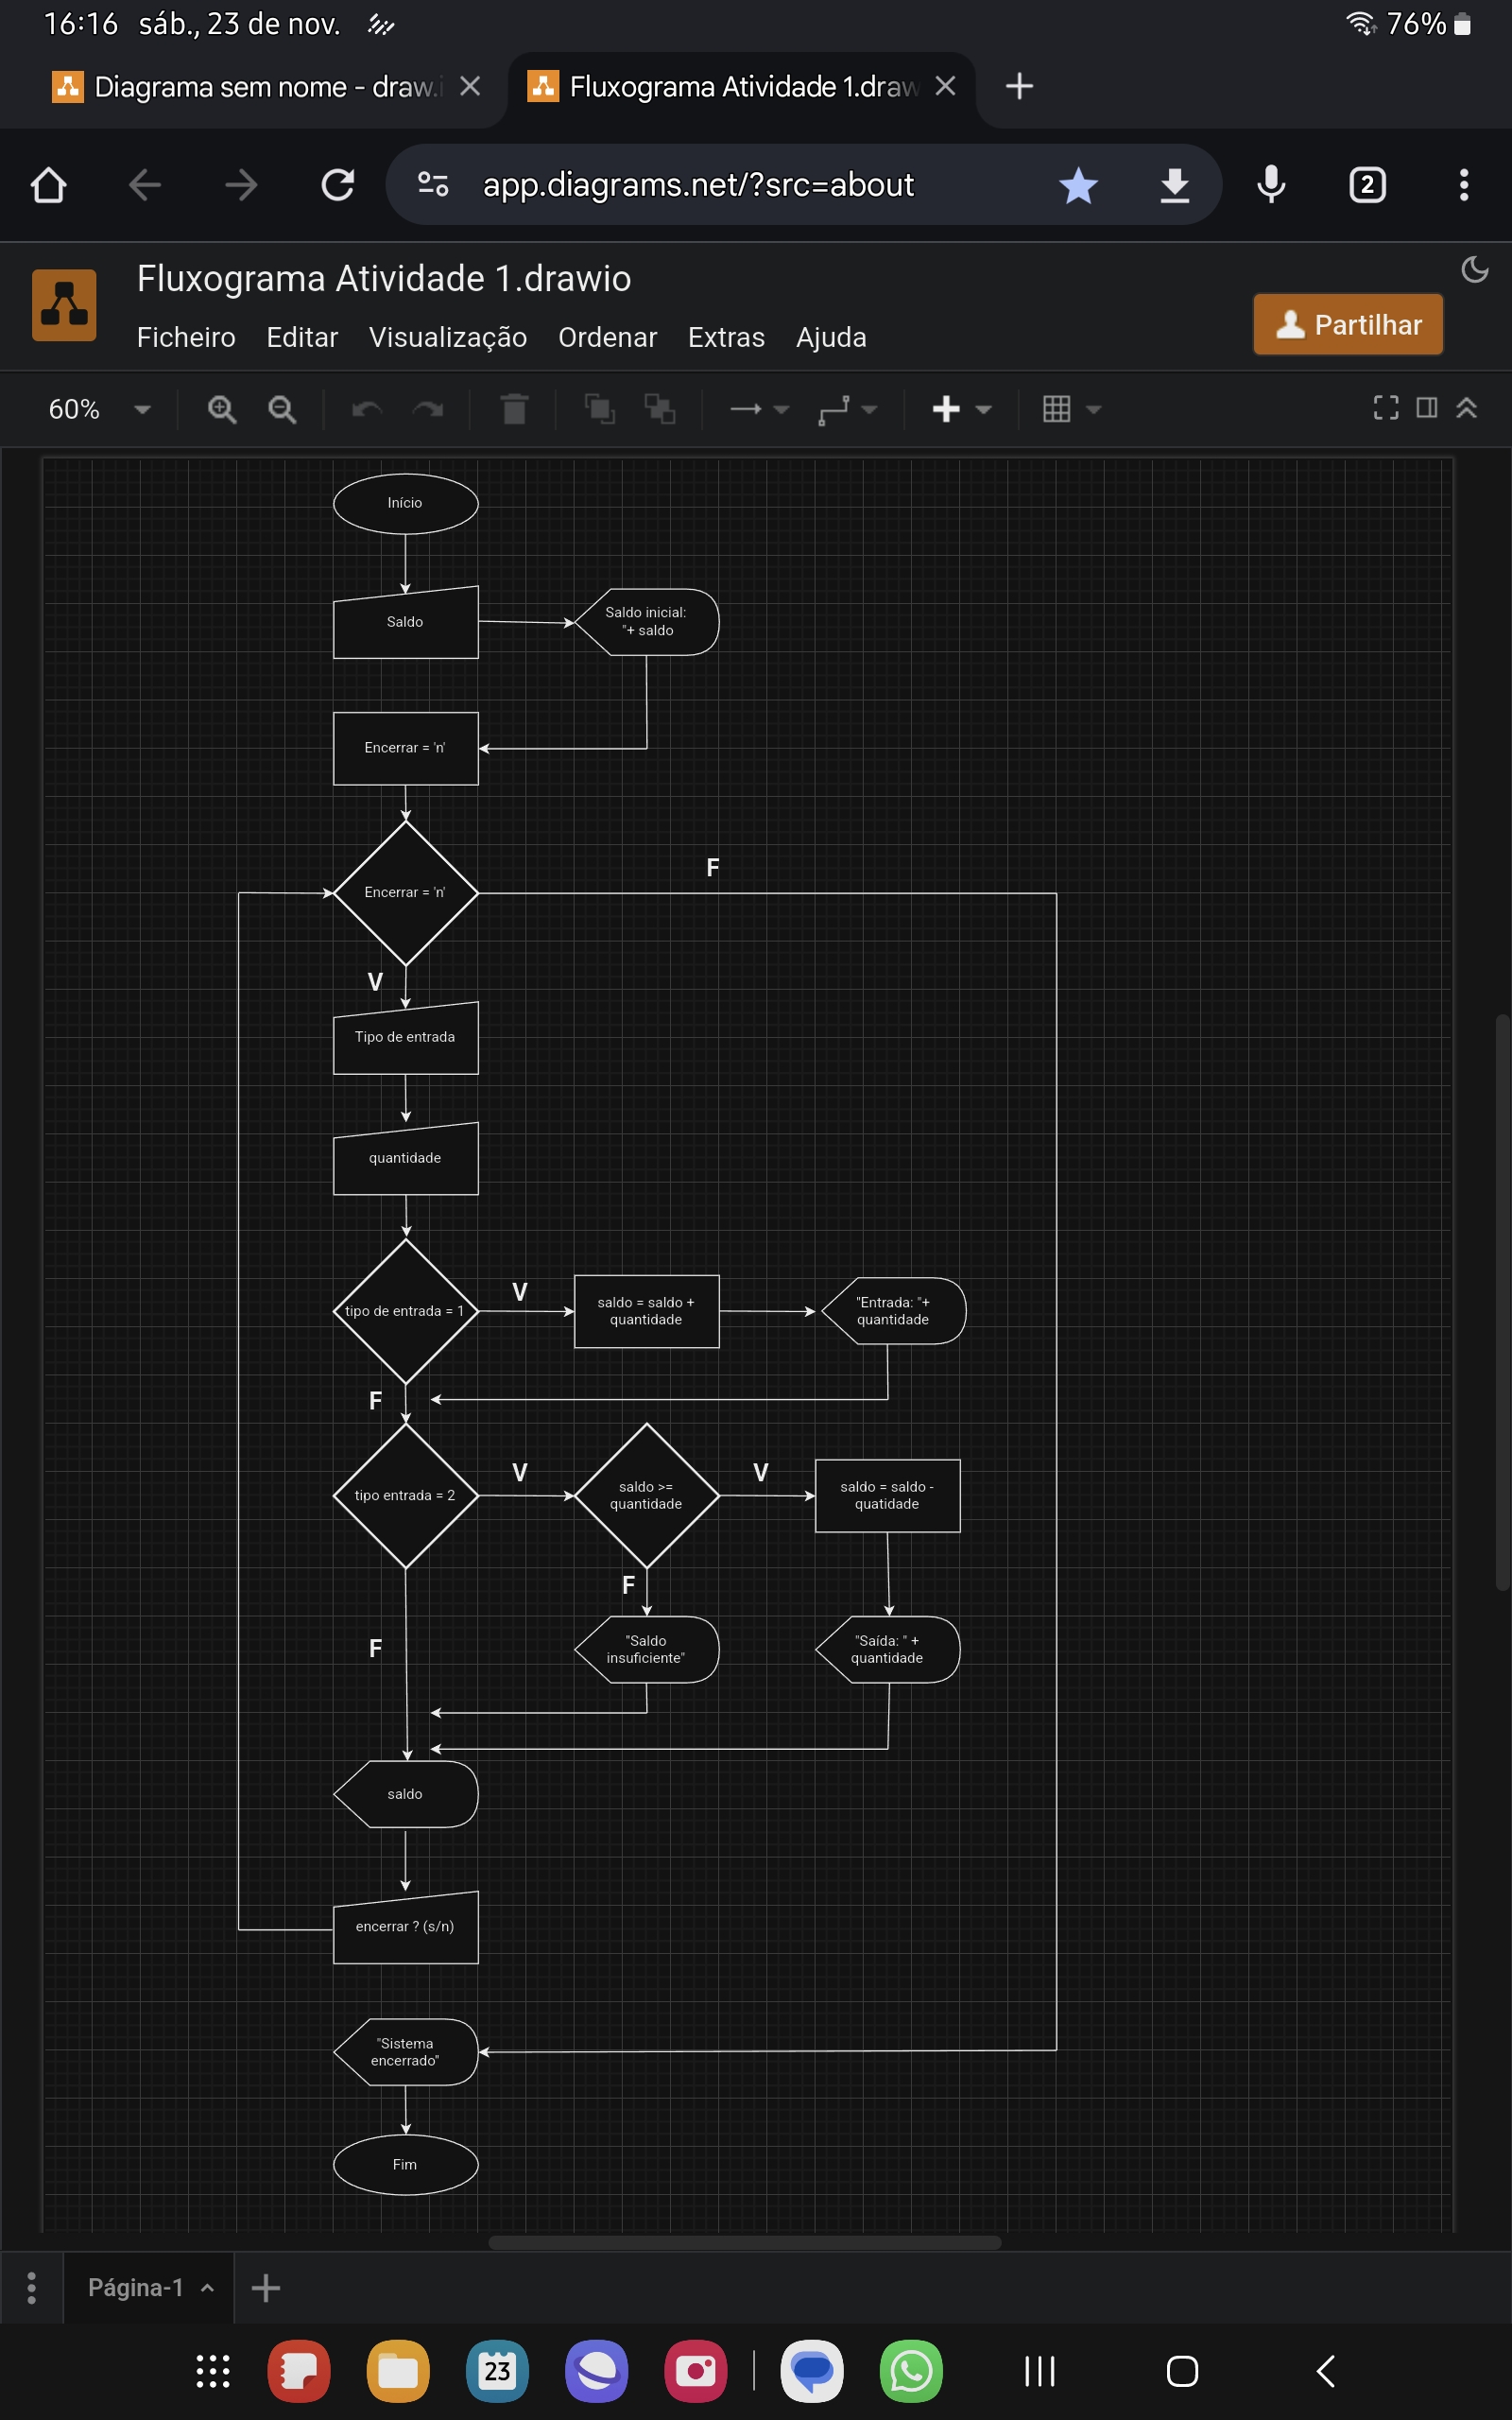 16:16 sáb., 23 de nov.
76%
Diagrama sem nome - draw.i
Fluxograma Atividade 1.draw
app.diagrams.net/?src=about
2
Fluxograma Atividade 1.drawio
Ficheiro Editar Visualização Ordenar Extras Ajuda
Partilhar
60%
Início
Saldo
Saldo inicial:
"+ saldo
Encerrar = 'n'
Encerrar = 'n'
F
V
Tipo de entrada
quantidade
tipo de entrada = 1
V
saldo = saldo +
quantidade
"Entrada: "+
quantidade
F
tipo entrada = 2
V
saldo >=
quantidade
V
saldo = saldo -
quatidade
F
"Saldo
insuficiente"
"Saída: " +
quantidade
F
saldo
encerrar ? (s/n)
"Sistema
encerrado"
Fim
Página-1
23